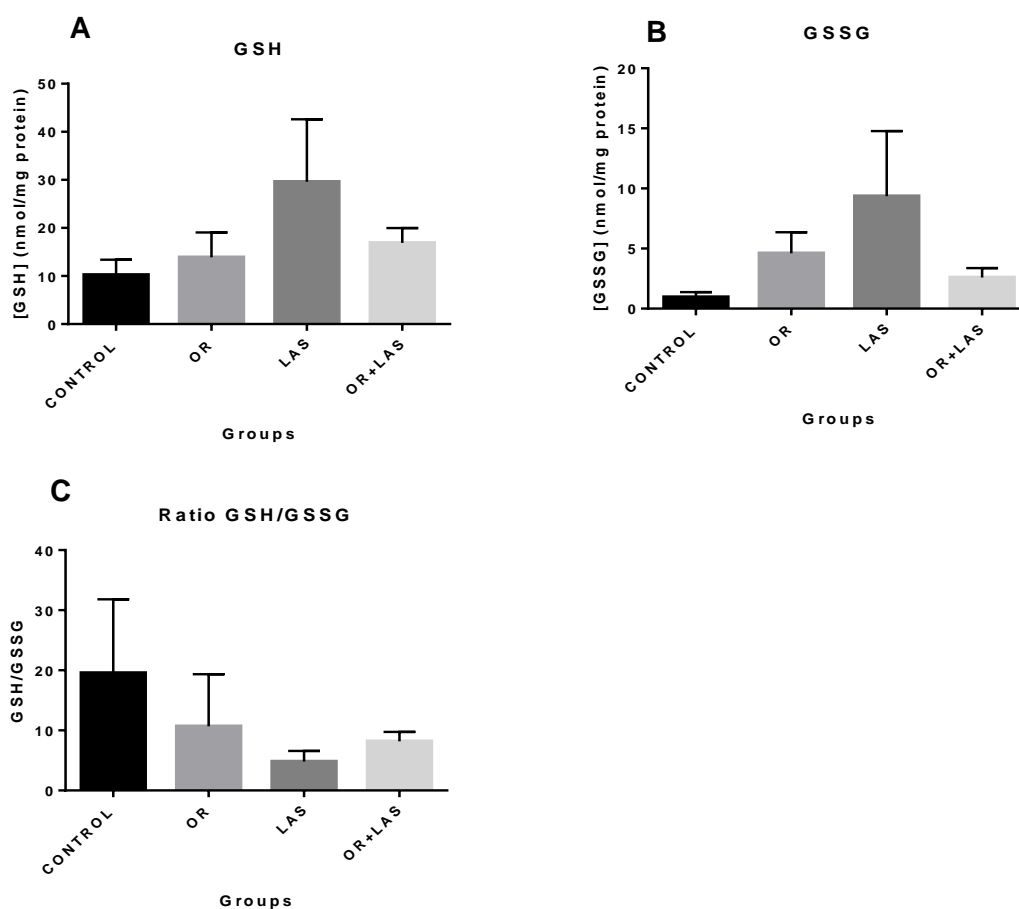 A
GSH
[GSH] (nmol/mg protein)
50
40
30
20
10
0
CONTROL
OR
LAS
OR+LAS
Groups
B
GSSG
[GSSG] (nmol/mg protein)
20
15
10
5
0
CONTROL
OR
LAS
OR+LAS
Groups
C
Ratio GSH/GSSG
GSH/GSSG
40
30
20
10
0
CONTROL
OR
LAS
OR+LAS
Groups